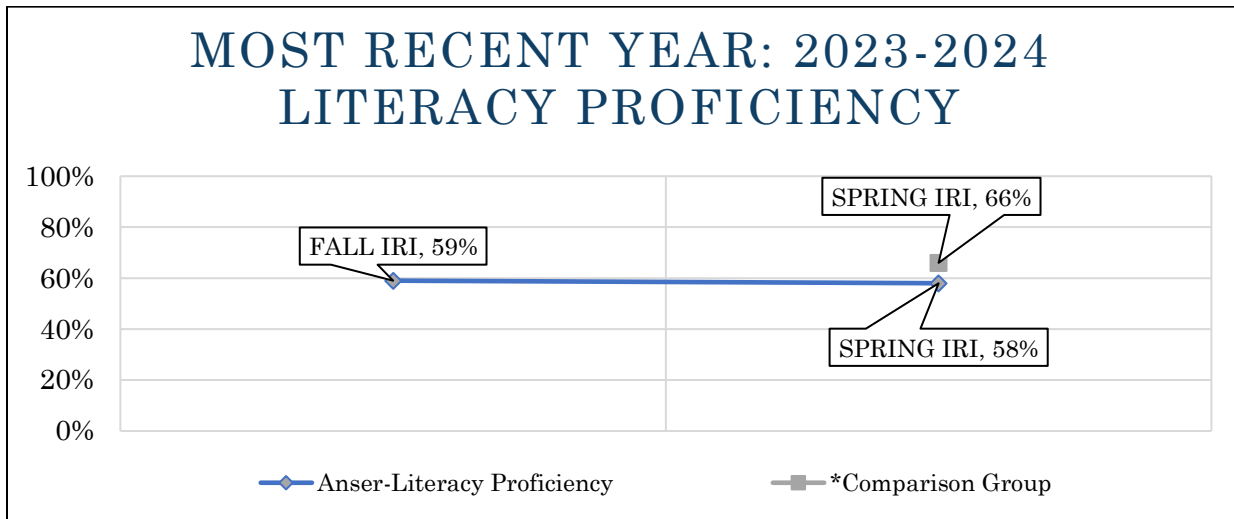 MOST RECENT YEAR: 2023-2024
LITERACY PROFICIENCY
100%
80%
60%
40%
20%
0%
FALL IRI, 59%
SPRING IRI, 66%
SPRING IRI, 58%
Anser-Literacy Proficiency
*Comparison Group